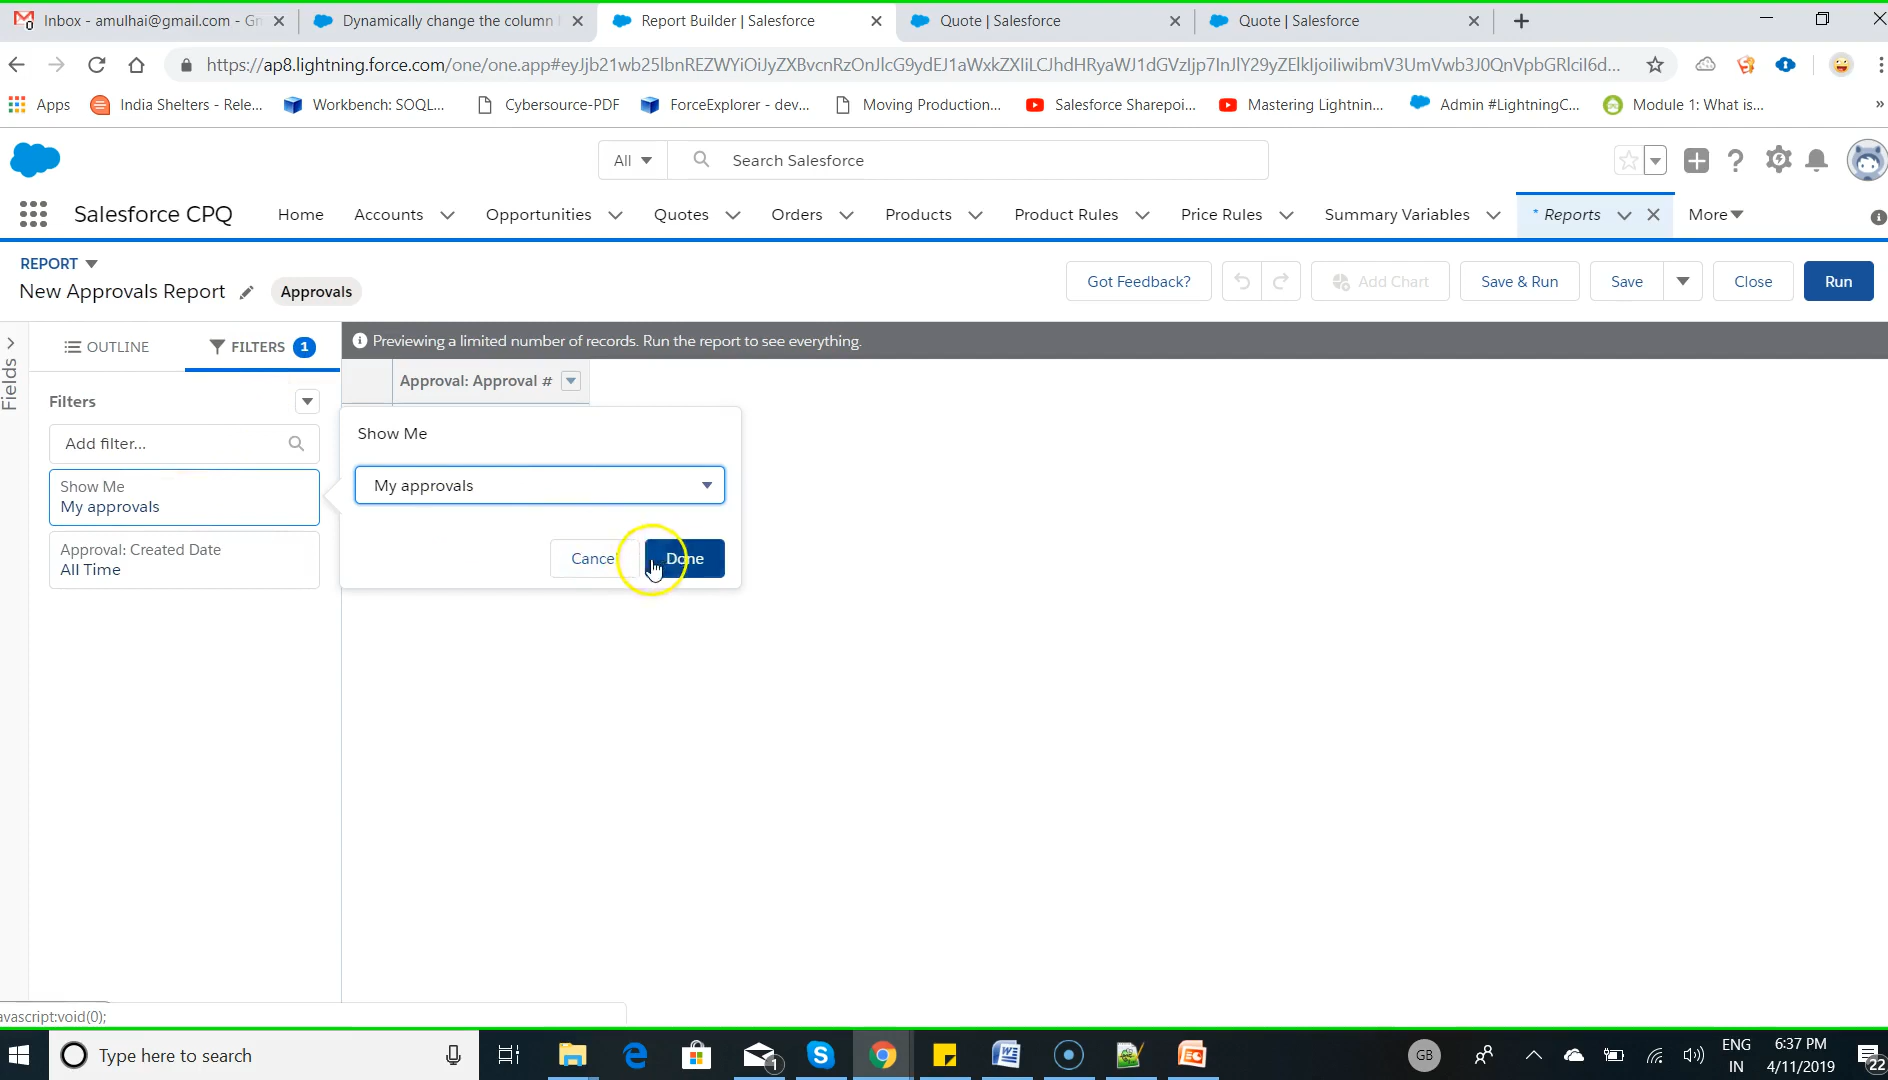 Inbox - amulhai@gmail.com - Gm
Dynamically change the column
Report Builder | Salesforce
Quote | Salesforce
Quote | Salesforce
https://ap8.lightning.force.com/one/one.app#eyJjb21wb25lbnREZWYiOiJyZXBvcnRzOnJlcG9ydEJ1aWxkZXIiLCJhdHRyaWJ1dGVzIjp7InJlY29yZElkIjoiIiwibmV3UmVwb3J0QnVpbGRlciI6d...
Apps
India Shelters - Rele...
Workbench: SOQL...
Cybersource-PDF
ForceExplorer - dev...
Moving Production...
Salesforce Sharepoi...
Mastering Lightnin...
Admin #LightningC...
Module 1: What is...
»
All
Search Salesforce
Salesforce CPQ
Home
Accounts
Opportunities
Quotes
Orders
Products
Product Rules
Price Rules
Summary Variables
* Reports
More
REPORT
New Approvals Report
Approvals
Got Feedback?
Add Chart
Save & Run
Save
Close
Run
Fields
OUTLINE
FILTERS 1
Previewing a limited number of records. Run the report to see everything.
Approval: Approval #
Filters
Add filter...
Show Me
My approvals
Approval: Created Date
All Time
Show Me
My approvals
Cancel
Done
avascript:void(0);
Type here to search
1
GB
ENG
IN
6:37 PM
4/11/2019
22